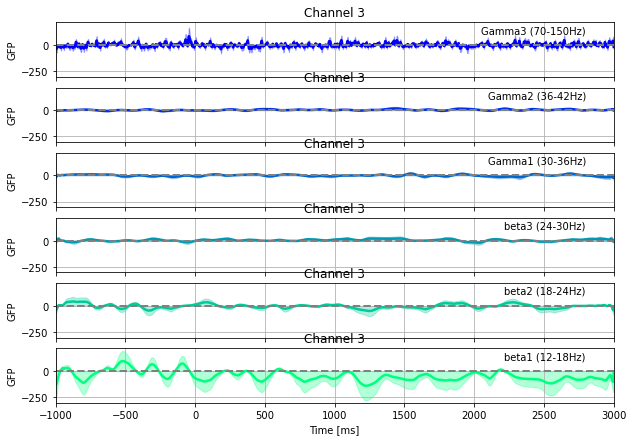 Channel 3
GFP
0
−250
Gamma3 (70-150Hz)
Channel 3
GFP
0
−250
Gamma2 (36-42Hz)
Channel 3
GFP
0
−250
Gamma1 (30-36Hz)
Channel 3
GFP
0
−250
beta3 (24-30Hz)
Channel 3
GFP
0
−250
beta2 (18-24Hz)
Channel 3
GFP
0
−250
beta1 (12-18Hz)
−1000 −500 0 500 1000 1500 2000 2500 3000
Time [ms]